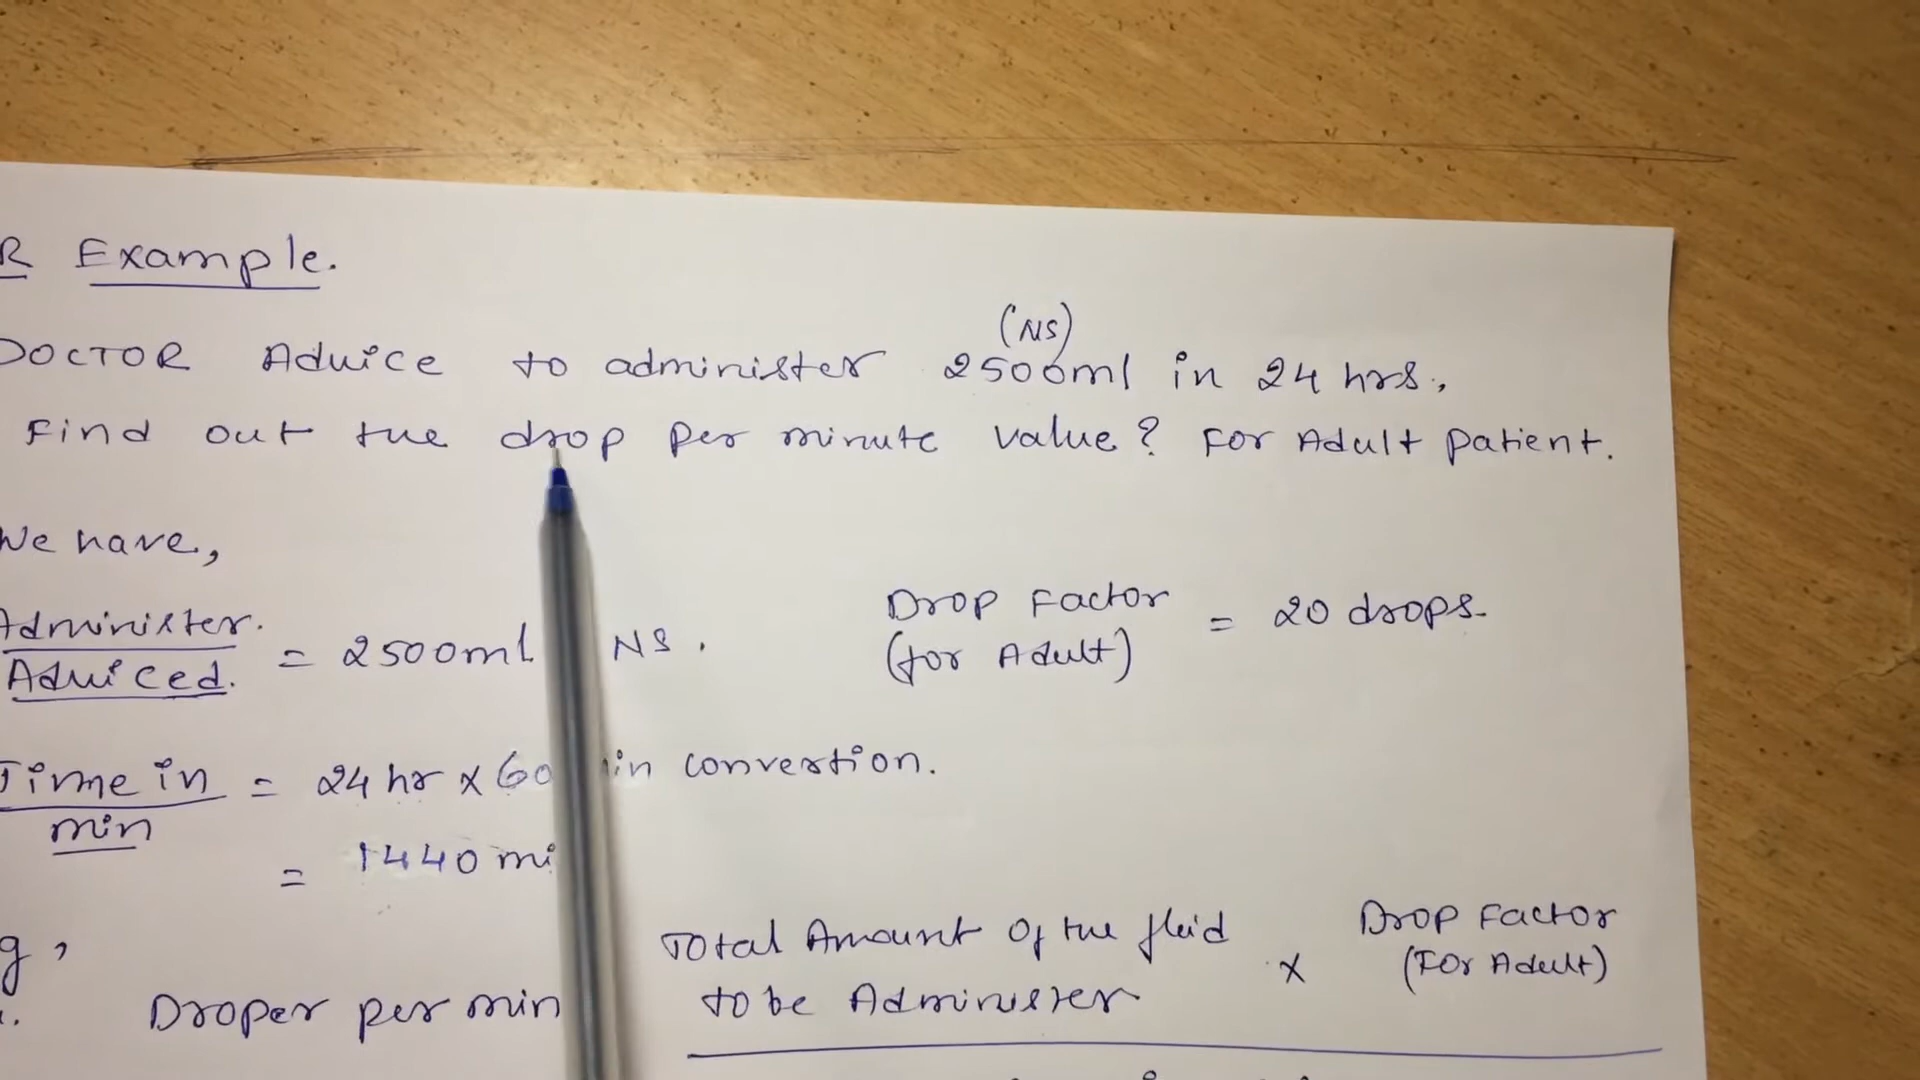 R Example.
(NS)
DOCTOR Advice to administer 2500ml in 24 hrs.
Find out the drop per minute value? For Adult patient.
We have,
Administer.
Adviced. = 2500ml NS.
Drop Factor
(for Adult) = 20 drops.
Time in
min = 24 hr x 60 in convertion.
= 1440 mi
g,
Total Amount Of the fluid
to be Administer x Drop Factor
(For Adult)
Droper per min